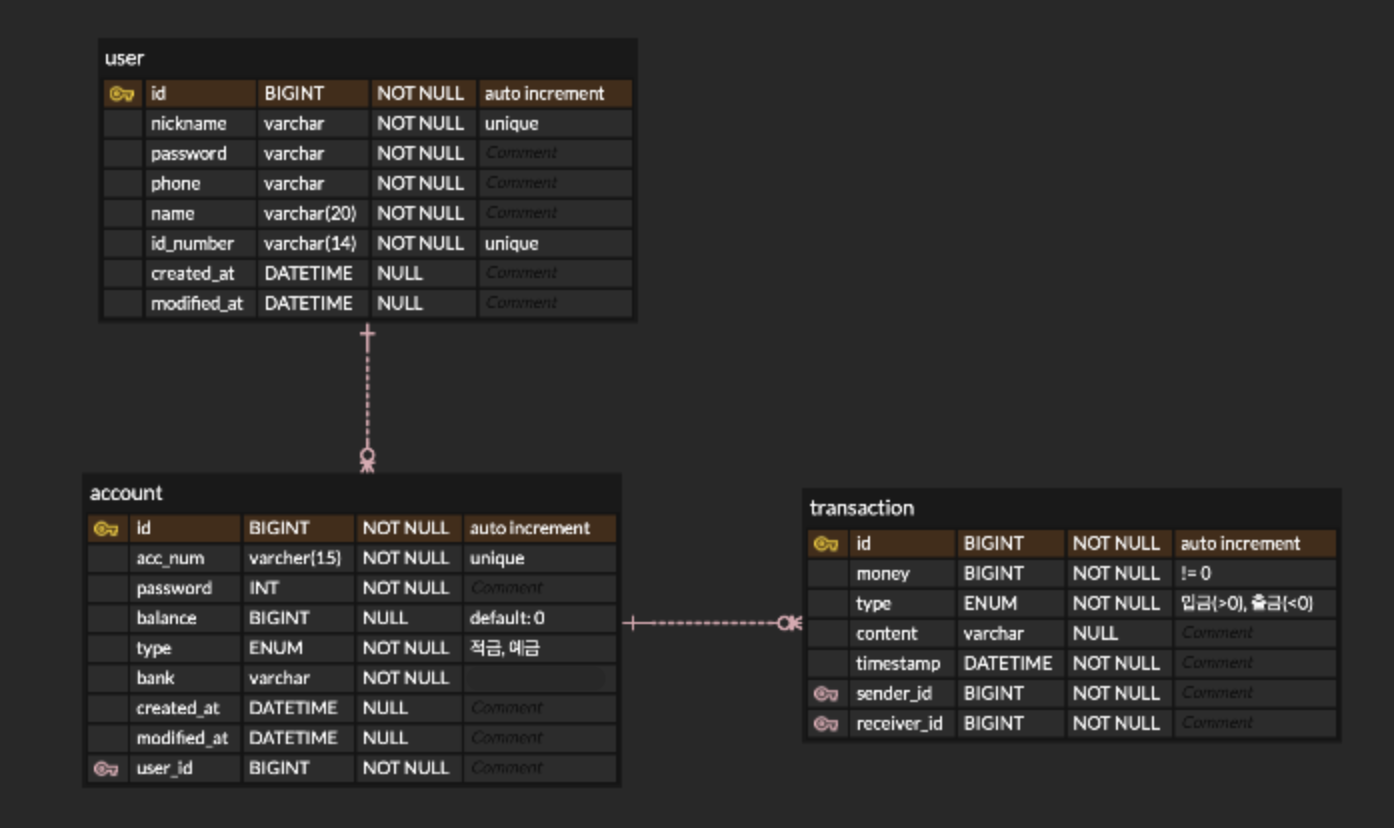 user
id BIGINT NOT NULL auto increment
nickname varchar NOT NULL unique
password varchar NOT NULL Comment
phone varchar NOT NULL Comment
name varchar(20) NOT NULL Comment
id_number varchar(14) NOT NULL unique
created_at DATETIME NULL Comment
modified_at DATETIME NULL Comment
account
id BIGINT NOT NULL auto increment
acc_num varcher(15) NOT NULL unique
password INT NOT NULL Comment
balance BIGINT NULL default: 0
type ENUM NOT NULL 적금, 예금
bank varchar NOT NULL
created_at DATETIME NULL Comment
modified_at DATETIME NULL Comment
user_id BIGINT NOT NULL Comment
transaction
id BIGINT NOT NULL auto increment
money BIGINT NOT NULL != 0
type ENUM NOT NULL 입금(>0), 출금(<0)
content varchar NULL Comment
timestamp DATETIME NOT NULL Comment
sender_id BIGINT NOT NULL Comment
receiver_id BIGINT NOT NULL Comment